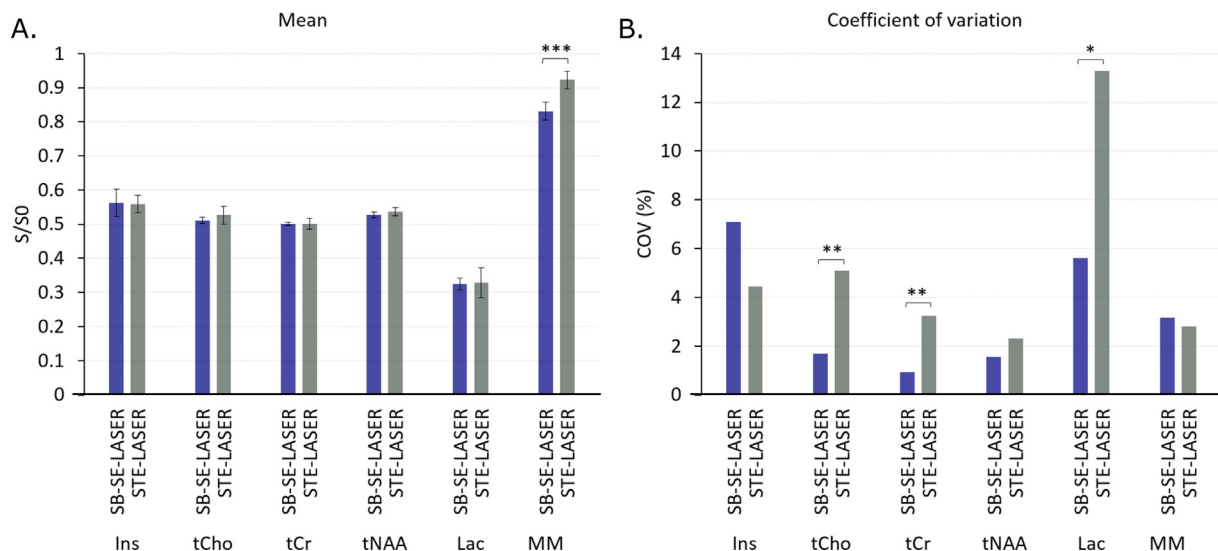 A.
Mean
1
0.9
0.8
0.7
0.6
0.5
0.4
0.3
0.2
0.1
0
S/S0
***
SB-SE-LASER
STE-LASER
SB-SE-LASER
STE-LASER
SB-SE-LASER
STE-LASER
SB-SE-LASER
STE-LASER
SB-SE-LASER
STE-LASER
SB-SE-LASER
STE-LASER
Ins tCho tCr tNAA Lac MM
B.
Coefficient of variation
14
12
10
8
6
4
2
0
COV (%)
**
**
*
SB-SE-LASER
STE-LASER
SB-SE-LASER
STE-LASER
SB-SE-LASER
STE-LASER
SB-SE-LASER
STE-LASER
SB-SE-LASER
STE-LASER
SB-SE-LASER
STE-LASER
Ins tCho tCr tNAA Lac MM